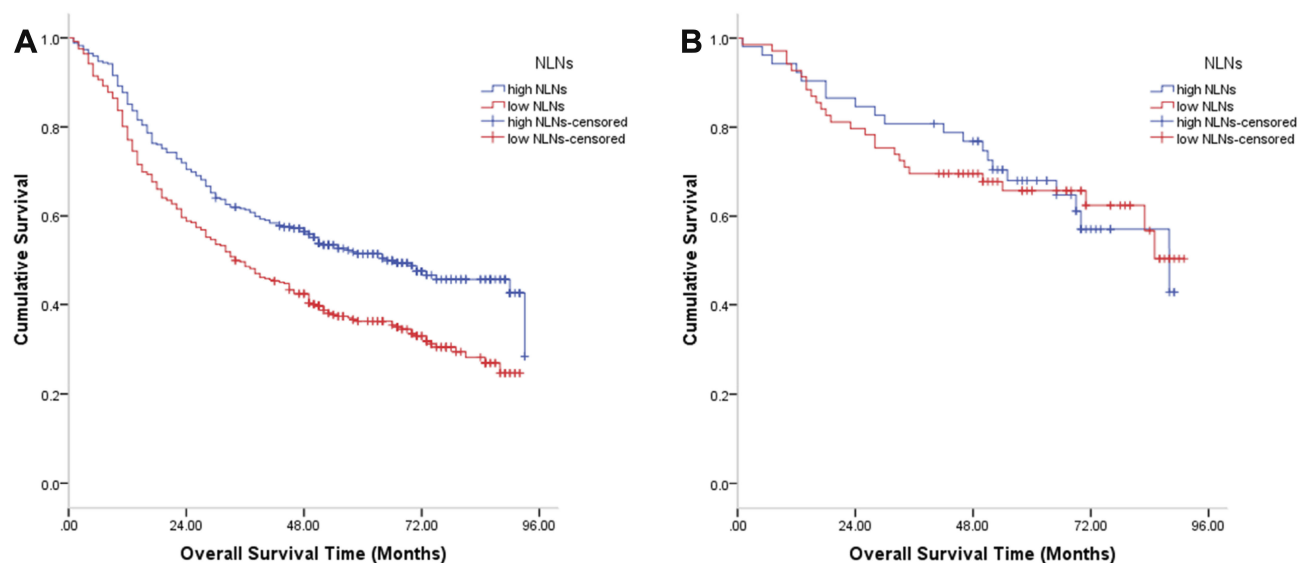 A
NLNs
high NLNs
low NLNs
high NLNs-censored
low NLNs-censored
Cumulative Survival
1.0
0.8
0.6
0.4
0.2
0.0
.00 24.00 48.00 72.00 96.00
Overall Survival Time (Months)
B
NLNs
high NLNs
low NLNs
high NLNs-censored
low NLNs-censored
Cumulative Survival
1.0
0.8
0.6
0.4
0.2
0.0
.00 24.00 48.00 72.00 96.00
Overall Survival Time (Months)